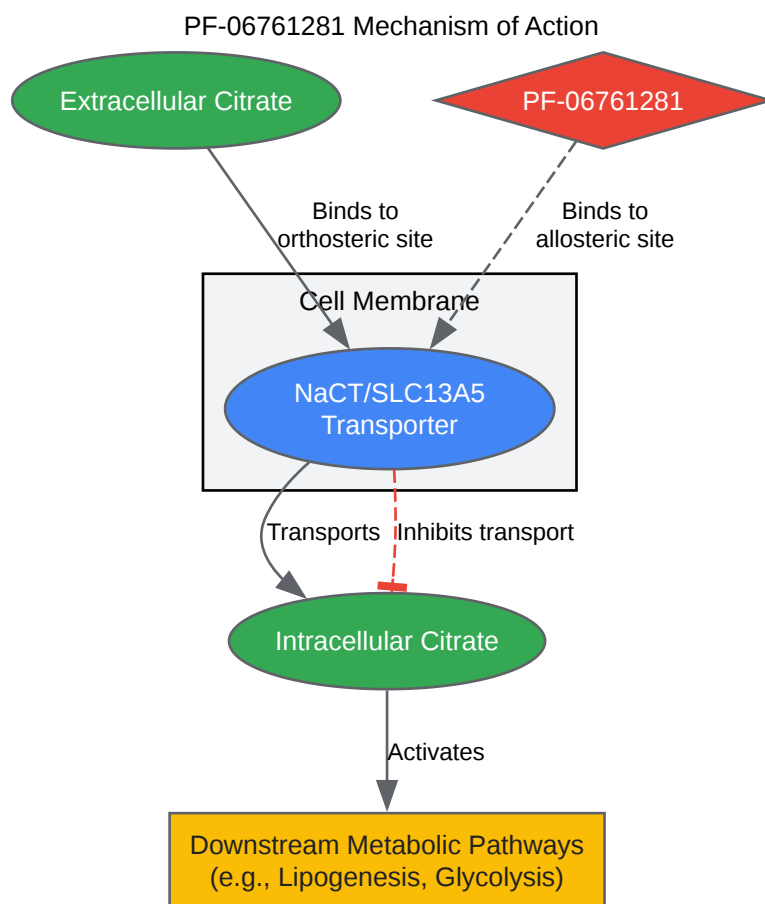 PF-06761281 Mechanism of Action
Extracellular Citrate
PF-06761281
Binds to
orthosteric site
Binds to
allosteric site
Cell Membrane
NaCT/SLC13A5
Transporter
Transports
Inhibits transport
Intracellular Citrate
Activates
Downstream Metabolic Pathways
(e.g., Lipogenesis, Glycolysis)